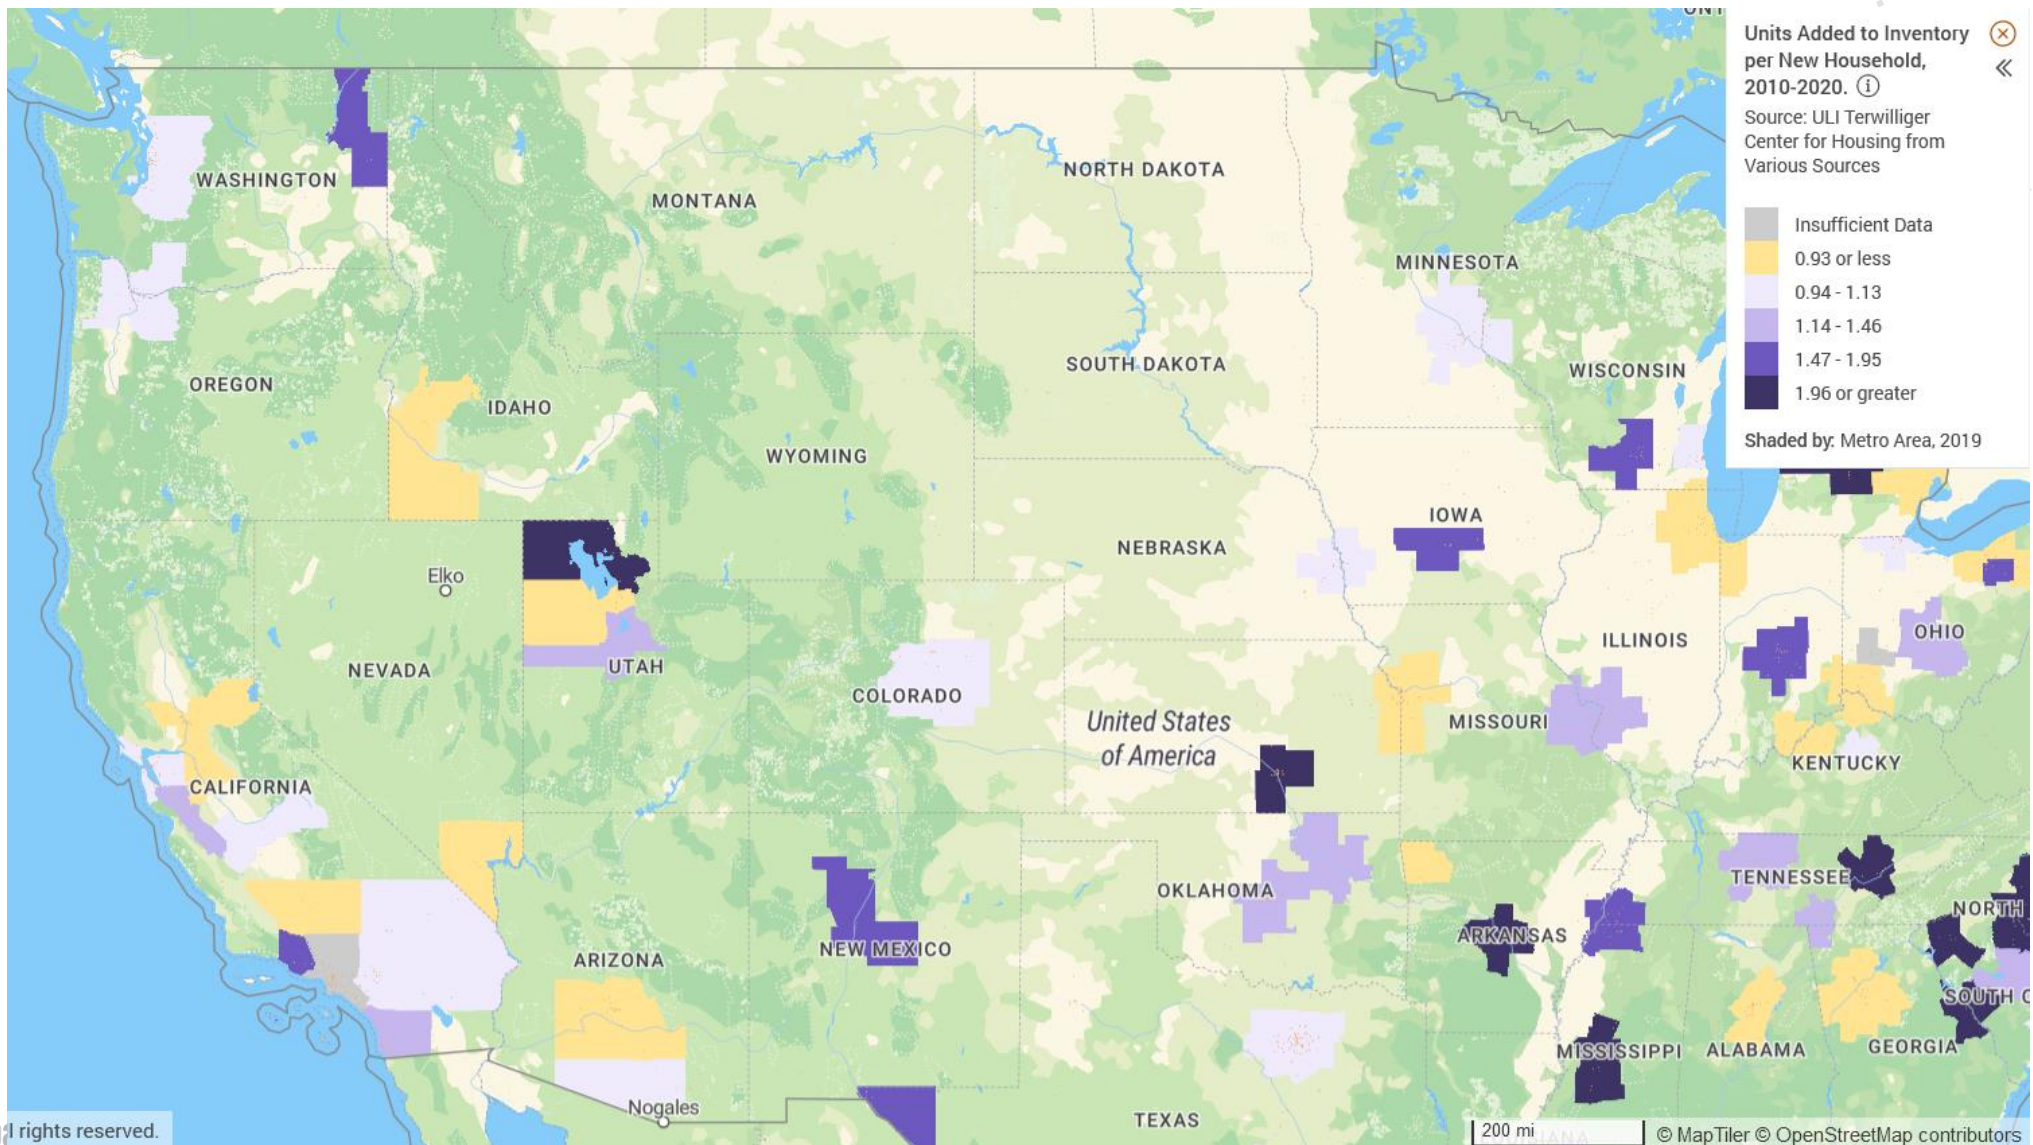 Units Added to Inventory
per New Household,
2010-2020.
Source: ULI Terwilliger
Center for Housing from
Various Sources
Insufficient Data
0.93 or less
0.94 - 1.13
1.14 - 1.46
1.47 - 1.95
1.96 or greater
Shaded by: Metro Area, 2019
WASHINGTON
MONTANA
NORTH DAKOTA
MINNESOTA
OREGON
IDAHO
SOUTH DAKOTA
WISCONSIN
WYOMING
IOWA
NEBRASKA
Elko
NEVADA
UTAH
COLORADO
ILLINOIS
OHIO
United States
of America
MISSOURI
KENTUCKY
CALIFORNIA
OKLAHOMA
TENNESSEE
ARKANSAS
NORTH
ARIZONA
NEW MEXICO
SOUTH C
MISSISSIPPI
ALABAMA
GEORGIA
Nogales
TEXAS
l rights reserved.
200 mi
© MapTiler © OpenStreetMap contributors